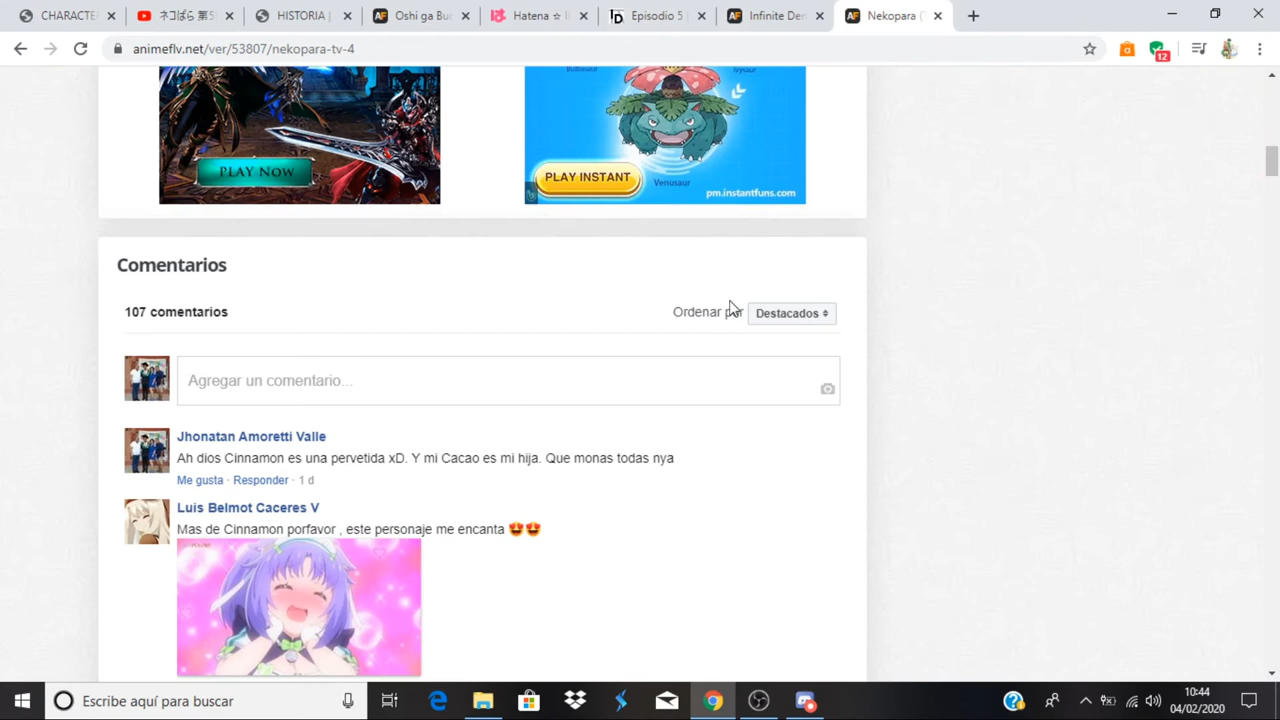 CHARACTE
ネコぱら 第5
HISTORIA |
Oshi ga Bu
Hatena ☆ Il
Episodio 5 |
Infinite Den
Nekopara (
animeflv.net/ver/53807/nekopara-tv-4
12
PLAY NOW
Ivysaur
PLAY INSTANT
Venusaur
pm.instantfuns.com
Comentarios
107 comentarios
Ordenar por
Destacados
Agregar un comentario...
Jhonatan Amoretti Valle
Ah dios Cinnamon es una pervetida xD. Y mi Cacao es mi hija. Que monas todas nya
Me gusta · Responder · 1 d
Luis Belmot Caceres V
Mas de Cinnamon porfavor , este personaje me encanta 😍😍
Escribe aquí para buscar
10:44
04/02/2020